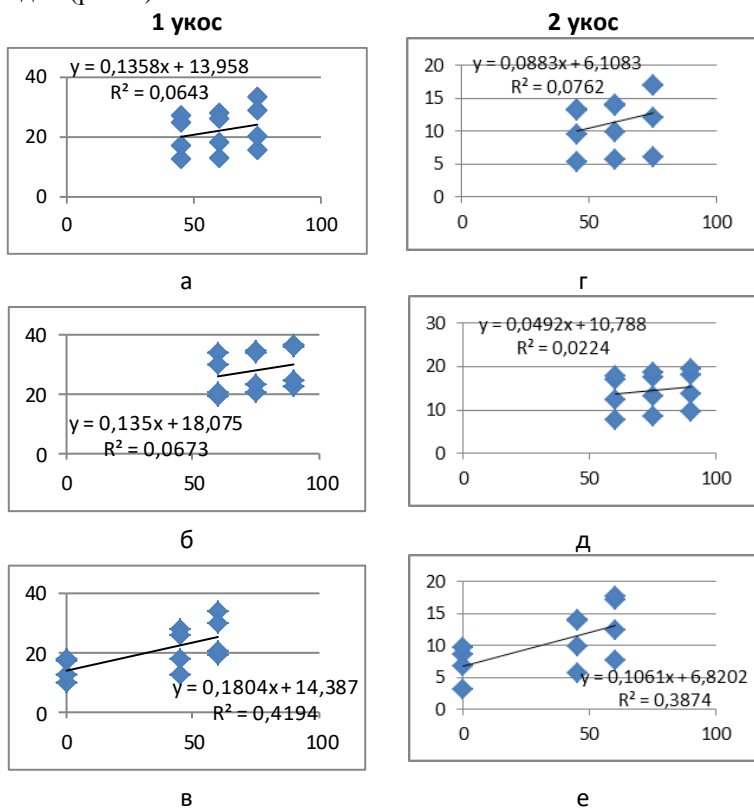 1 укос
2 укос
y = 0,1358x + 13,958
R² = 0,0643
40
20
0
0 50 100
а
y = 0,0883x + 6,1083
R² = 0,0762
20
15
10
5
0
0 50 100
г
40
20
0
y = 0,135x + 18,075
R² = 0,0673
0 50 100
б
y = 0,0492x + 10,788
R² = 0,0224
30
20
10
0
0 50 100
д
40
20
0
y = 0,1804x + 14,387
R² = 0,4194
0 50 100
в
20
15
10
5
0
y = 0,1061x + 6,8202
R² = 0,3874
0 50 100
е